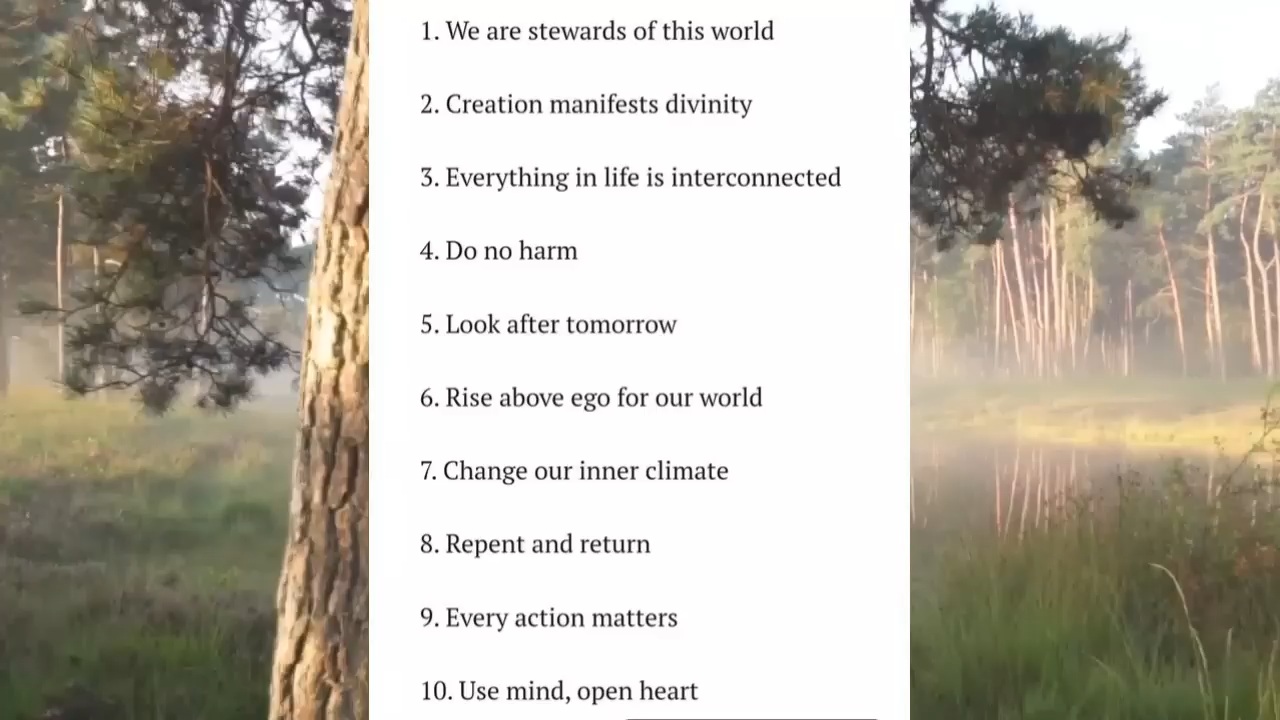 1. We are stewards of this world
2. Creation manifests divinity
3. Everything in life is interconnected
4. Do no harm
5. Look after tomorrow
6. Rise above ego for our world
7. Change our inner climate
8. Repent and return
9. Every action matters
10. Use mind, open heart